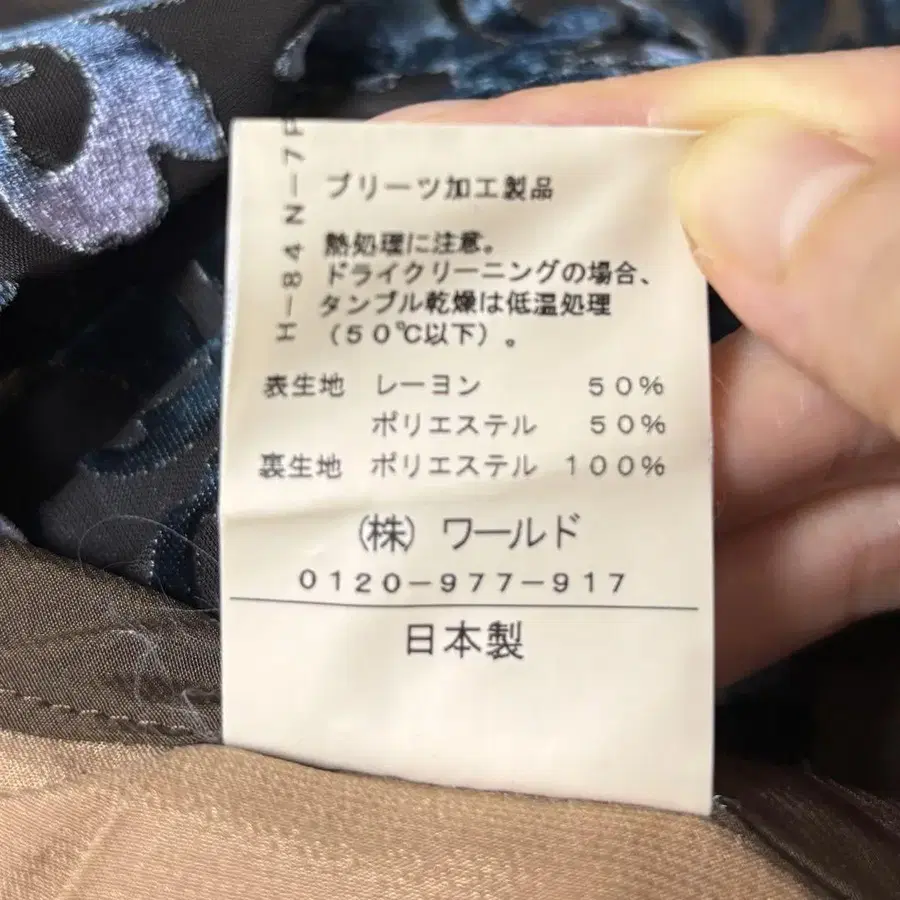 H-84N-7P
プリーツ加工製品
熱処理に注意。
ドライクリーニングの場合、
タンブル乾燥は低温処理
（50℃以下）。
表生地 レーヨン 50%
ポリエステル 50%
裏生地 ポリエステル 100%
(株) ワールド
0120-977-917
日本製